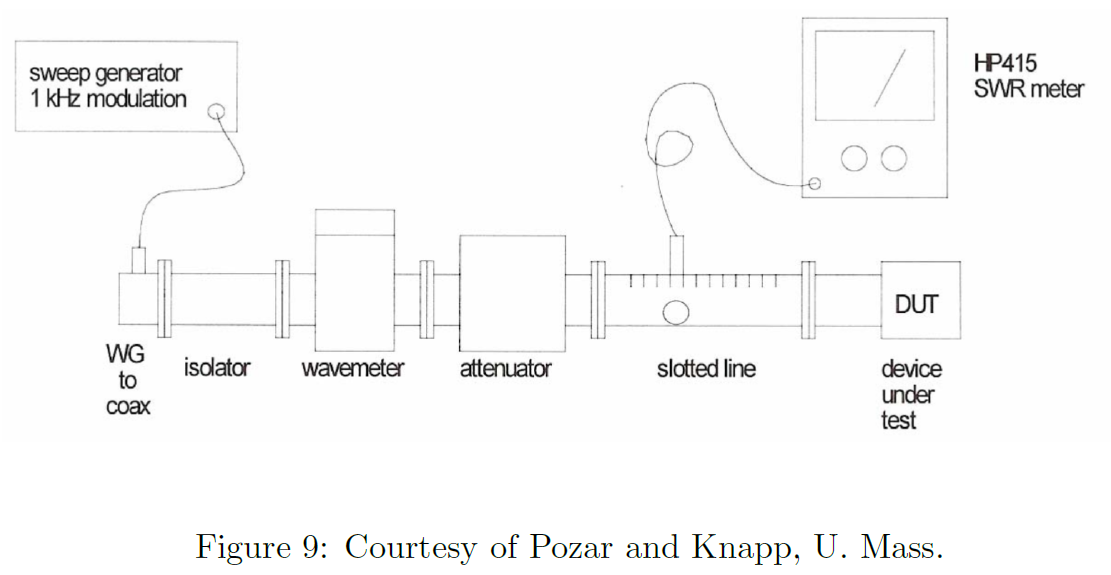 sweep generator
1 kHz modulation
HP415
SWR meter
WG
to
coax
isolator
wavemeter
attenuator
slotted line
DUT
device
under
test
Figure 9: Courtesy of Pozar and Knapp, U. Mass.